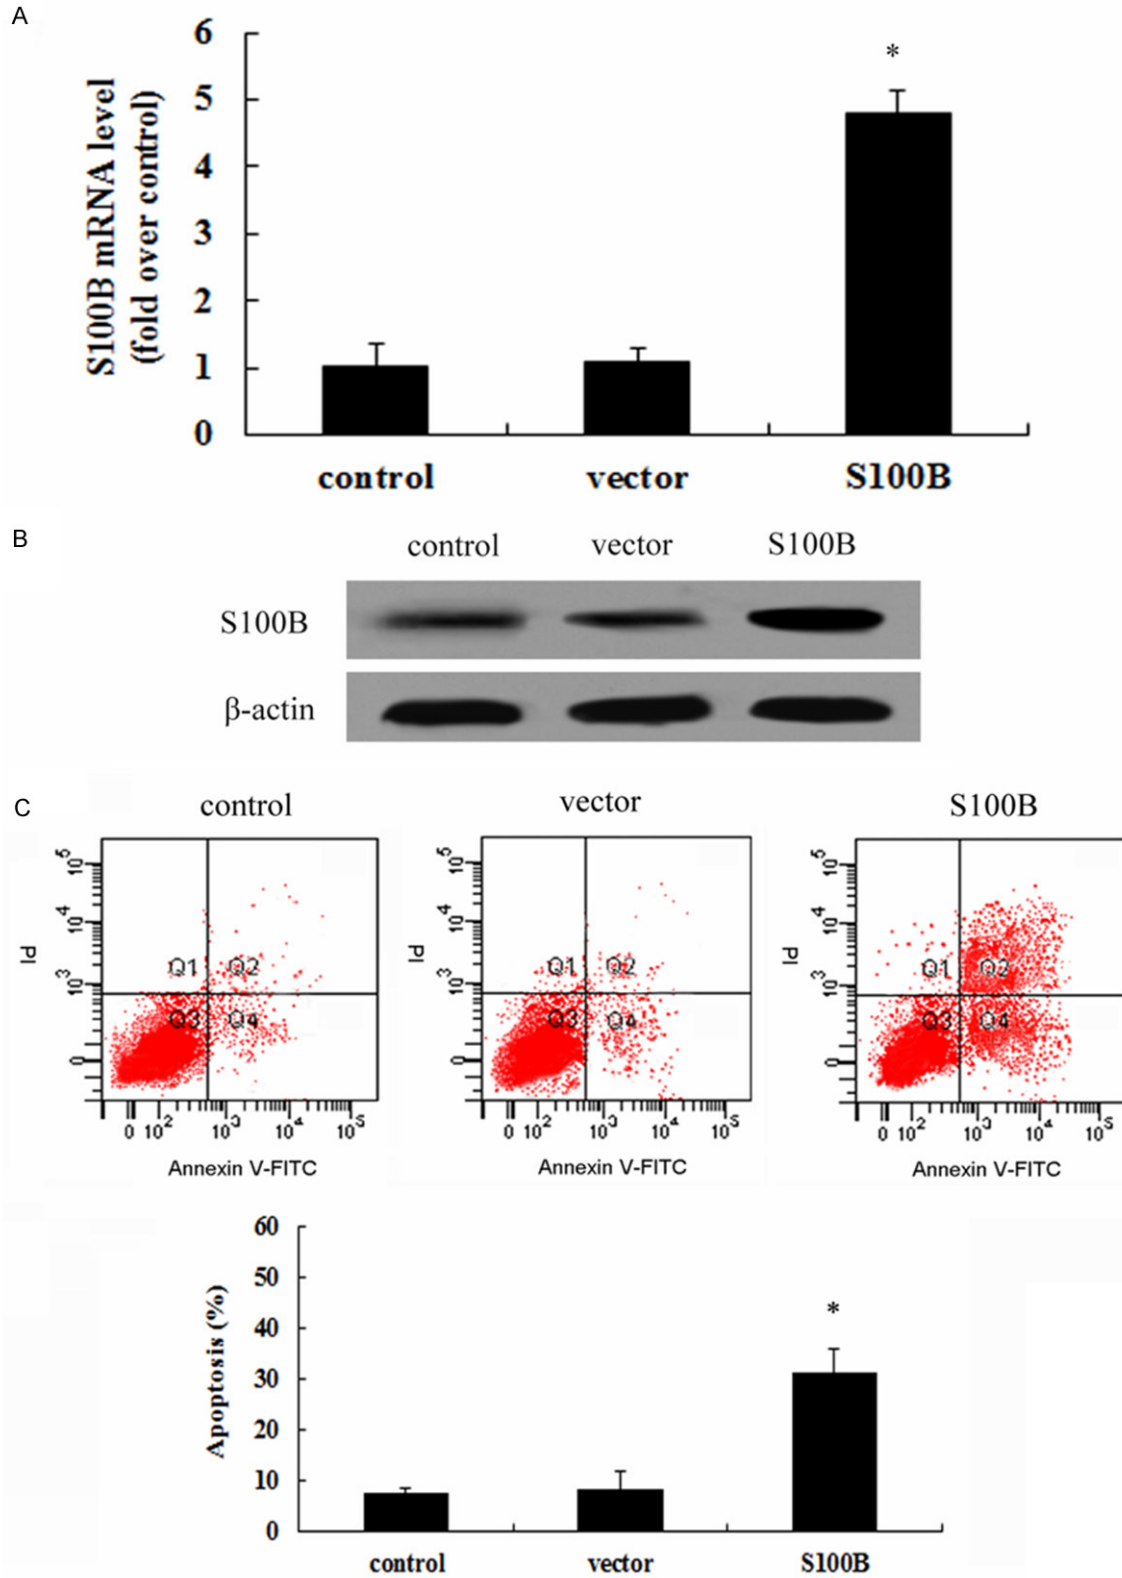 A
S100B mRNA level
(fold over control)
6
5
4
3
2
1
0
*
control vector S100B
B
control vector S100B
S100B
β-actin
C
control vector S100B
PI
10^5
10^4
10^3
0
Q1 Q2
Q3 Q4
0 10^2 10^3 10^4 10^5
Annexin V-FITC
PI
10^5
10^4
10^3
0
Q1 Q2
Q3 Q4
0 10^2 10^3 10^4 10^5
Annexin V-FITC
PI
10^5
10^4
10^3
0
Q1 Q2
Q3 Q4
0 10^2 10^3 10^4 10^5
Annexin V-FITC
Apoptosis (%)
60
50
40
30
20
10
0
*
control vector S100B